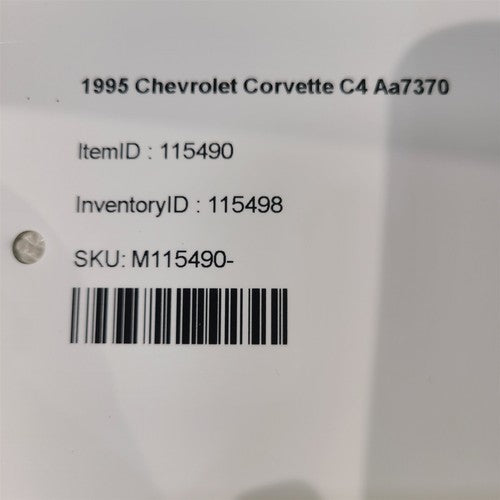 1995 Chevrolet Corvette C4 Aa7370
ItemID : 115490
InventoryID : 115498
SKU: M115490-